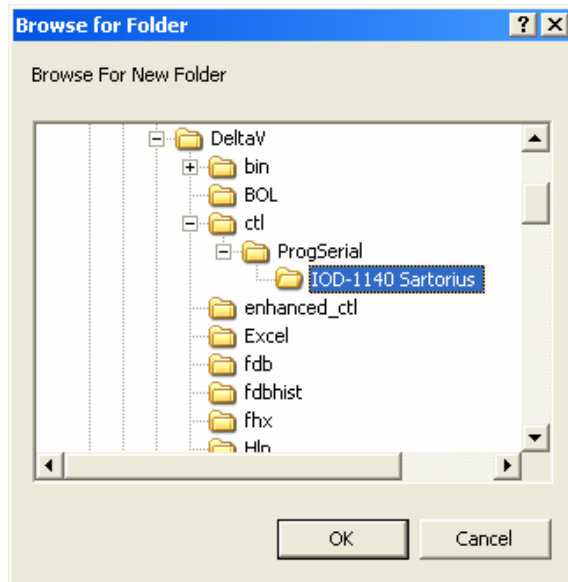 Browse for Folder
Browse For New Folder
DeltaV
bin
BOL
ctl
ProgSerial
IOD-1140 Sartorius
enhanced_ctl
Excel
fdb
fdbhist
fhx
Hln
OK Cancel